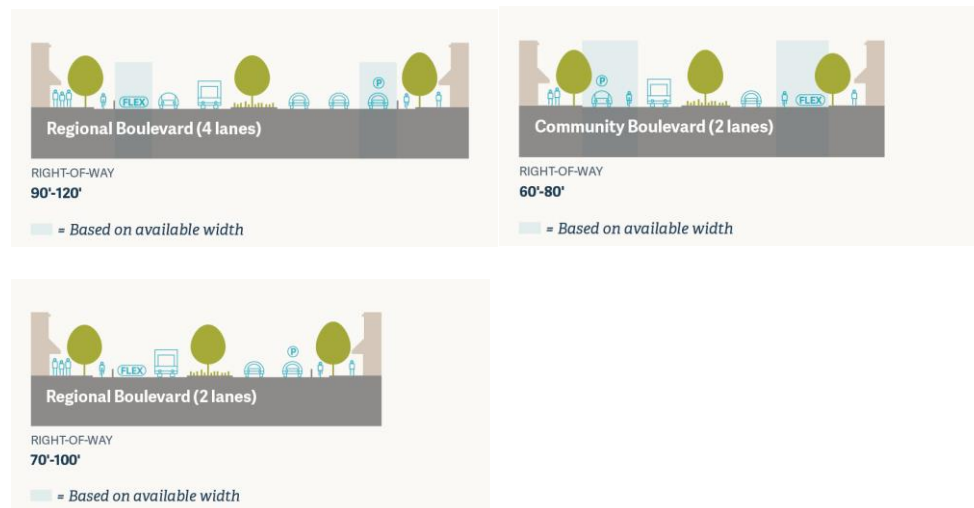 P
FLEX
Regional Boulevard (4 lanes)
RIGHT-OF-WAY
90'-120'
= Based on available width
P
FLEX
Community Boulevard (2 lanes)
RIGHT-OF-WAY
60'-80'
= Based on available width
P
FLEX
Regional Boulevard (2 lanes)
RIGHT-OF-WAY
70'-100'
= Based on available width